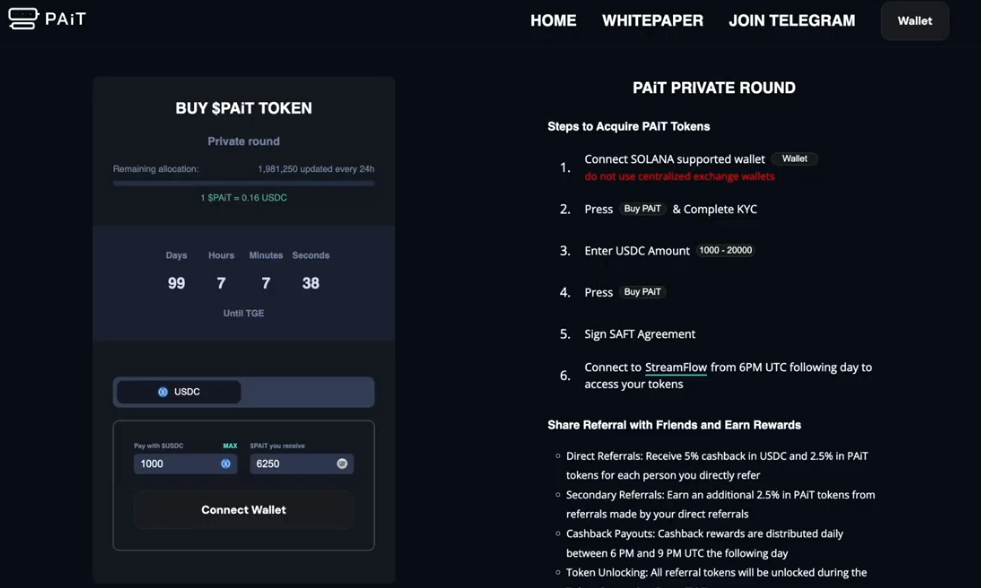 PAiT
HOME WHITEPAPER JOIN TELEGRAM Wallet
BUY $PAiT TOKEN
Private round
Remaining allocation: 1,981,250 updated every 24h
1 $PAiT = 0.16 USDC
Days Hours Minutes Seconds
99 7 7 38
Until TGE
USDC
Pay with $USDC MAX $PAIT you receive
1000 6250
Connect Wallet
PAiT PRIVATE ROUND
Steps to Acquire PAiT Tokens
1. Connect SOLANA supported wallet Wallet
do not use centralized exchange wallets
2. Press Buy PAiT & Complete KYC
3. Enter USDC Amount 1000 - 20000
4. Press Buy PAiT
5. Sign SAFT Agreement
6. Connect to StreamFlow from 6PM UTC following day to
access your tokens
Share Referral with Friends and Earn Rewards
Direct Referrals: Receive 5% cashback in USDC and 2.5% in PAiT
tokens for each person you directly refer
Secondary Referrals: Earn an additional 2.5% in PAiT tokens from
referrals made by your direct referrals
Cashback Payouts: Cashback rewards are distributed daily
between 6 PM and 9 PM UTC the following day
Token Unlocking: All referral tokens will be unlocked during the